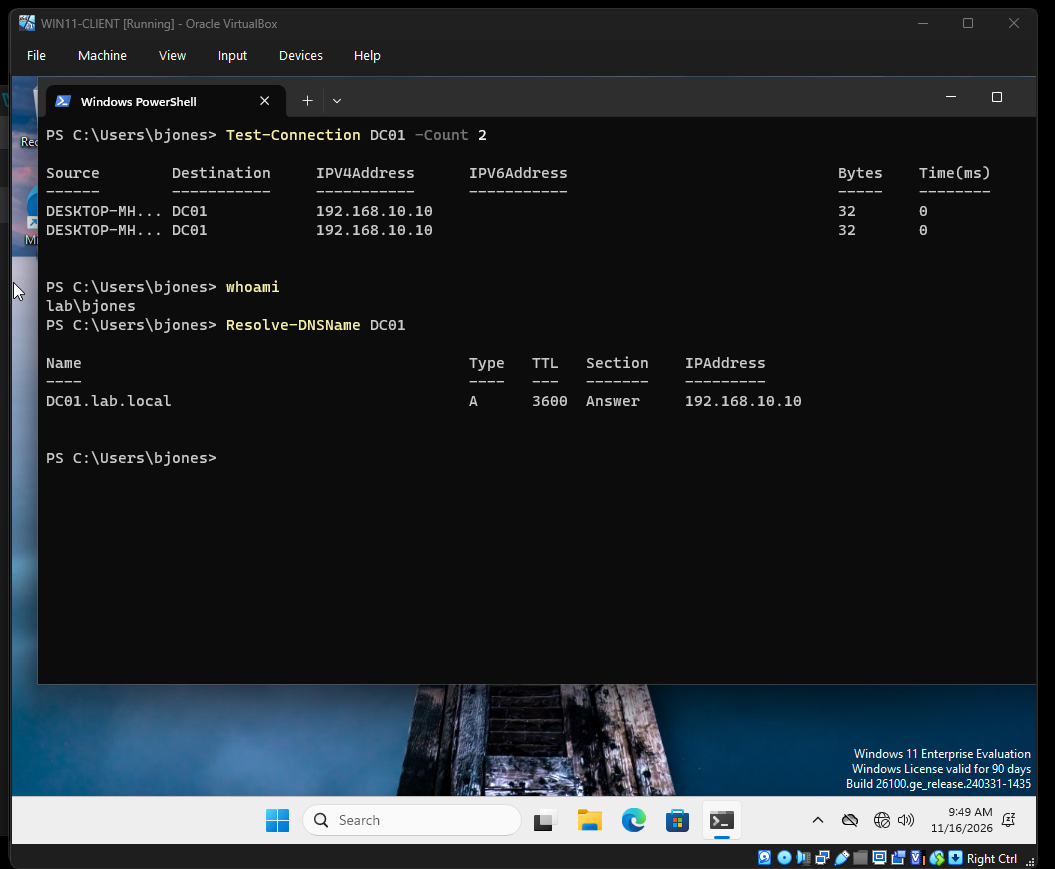 WIN11-CLIENT [Running] - Oracle VirtualBox
File Machine View Input Devices Help
Windows PowerShell
PS C:\Users\bjones> Test-Connection DC01 -Count 2
Source Destination IPV4Address IPV6Address Bytes Time(ms)
------ ----------- ----------- ----------- ----- --------
DESKTOP-MH... DC01 192.168.10.10 32 0
DESKTOP-MH... DC01 192.168.10.10 32 0
PS C:\Users\bjones> whoami
lab\bjones
PS C:\Users\bjones> Resolve-DNSName DC01
Name Type TTL Section IPAddress
---- ---- --- ------- ---------
DC01.lab.local A 3600 Answer 192.168.10.10
PS C:\Users\bjones>
Windows 11 Enterprise Evaluation
Windows License valid for 90 days
Build 26100.ge_release.240331-1435
Search
9:49 AM
11/16/2026
Right Ctrl